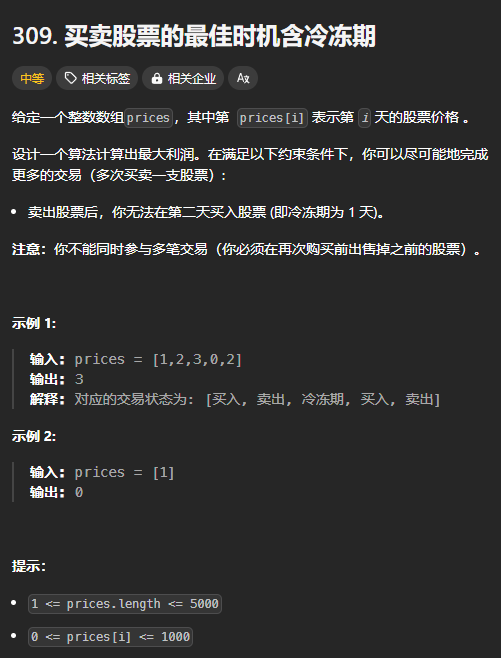 309. 买卖股票的最佳时机含冷冻期
中等 相关标签 相关企业 Aあ
给定一个整数数组prices，其中第 prices[i] 表示第 i 天的股票价格 。
设计一个算法计算出最大利润。在满足以下约束条件下，你可以尽可能地完成
更多的交易（多次买卖一支股票）:
• 卖出股票后，你无法在第二天买入股票 (即冷冻期为 1 天)。
注意：你不能同时参与多笔交易（你必须在再次购买前出售掉之前的股票）。
示例 1:
输入: prices = [1,2,3,0,2]
输出: 3
解释: 对应的交易状态为: [买入, 卖出, 冷冻期, 买入, 卖出]
示例 2:
输入: prices = [1]
输出: 0
提示：
• 1 <= prices.length <= 5000
• 0 <= prices[i] <= 1000